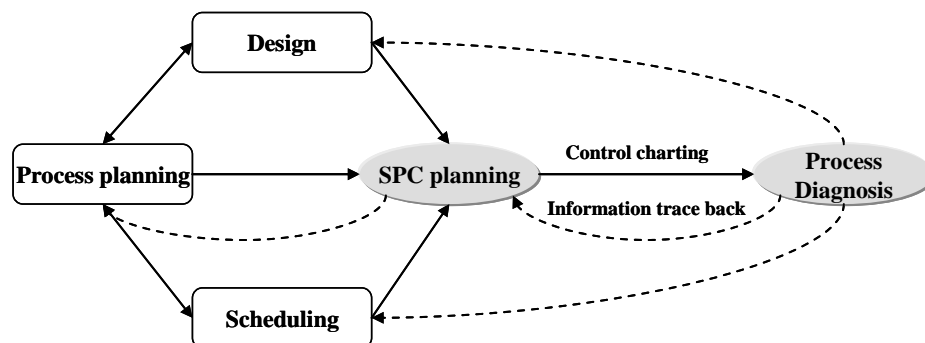 Design
Process planning
SPC planning
Control charting
Information trace back
Process
Diagnosis
Scheduling